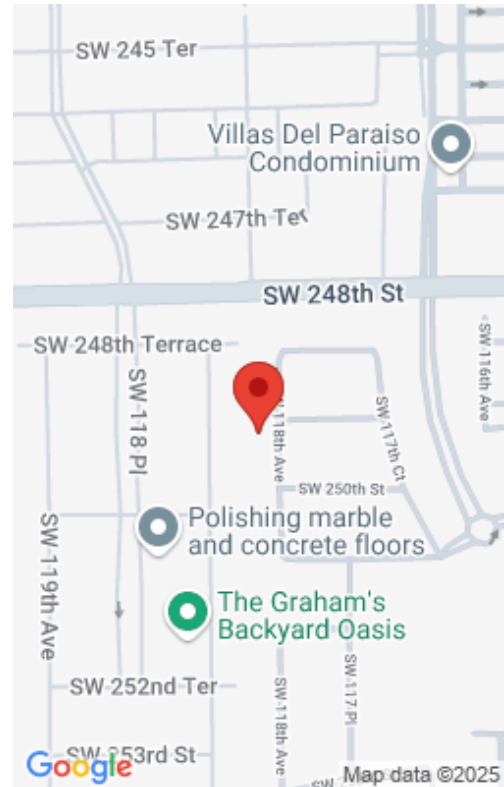 SW 245 Ter
Villas Del Paraiso
Condominium
SW 247th Ter
SW 248th St
SW 248th Terrace
SW 116th Ave
SW 118 Pl
SW 118th Ave
SW 117th Ct
SW 250th St
Polishing marble
and concrete floors
SW 119th Ave
The Graham's
Backyard Oasis
SW 252nd Ter
SW 117 Pl
SW 118th Ave
SW 253rd St
Google
Map data ©2025